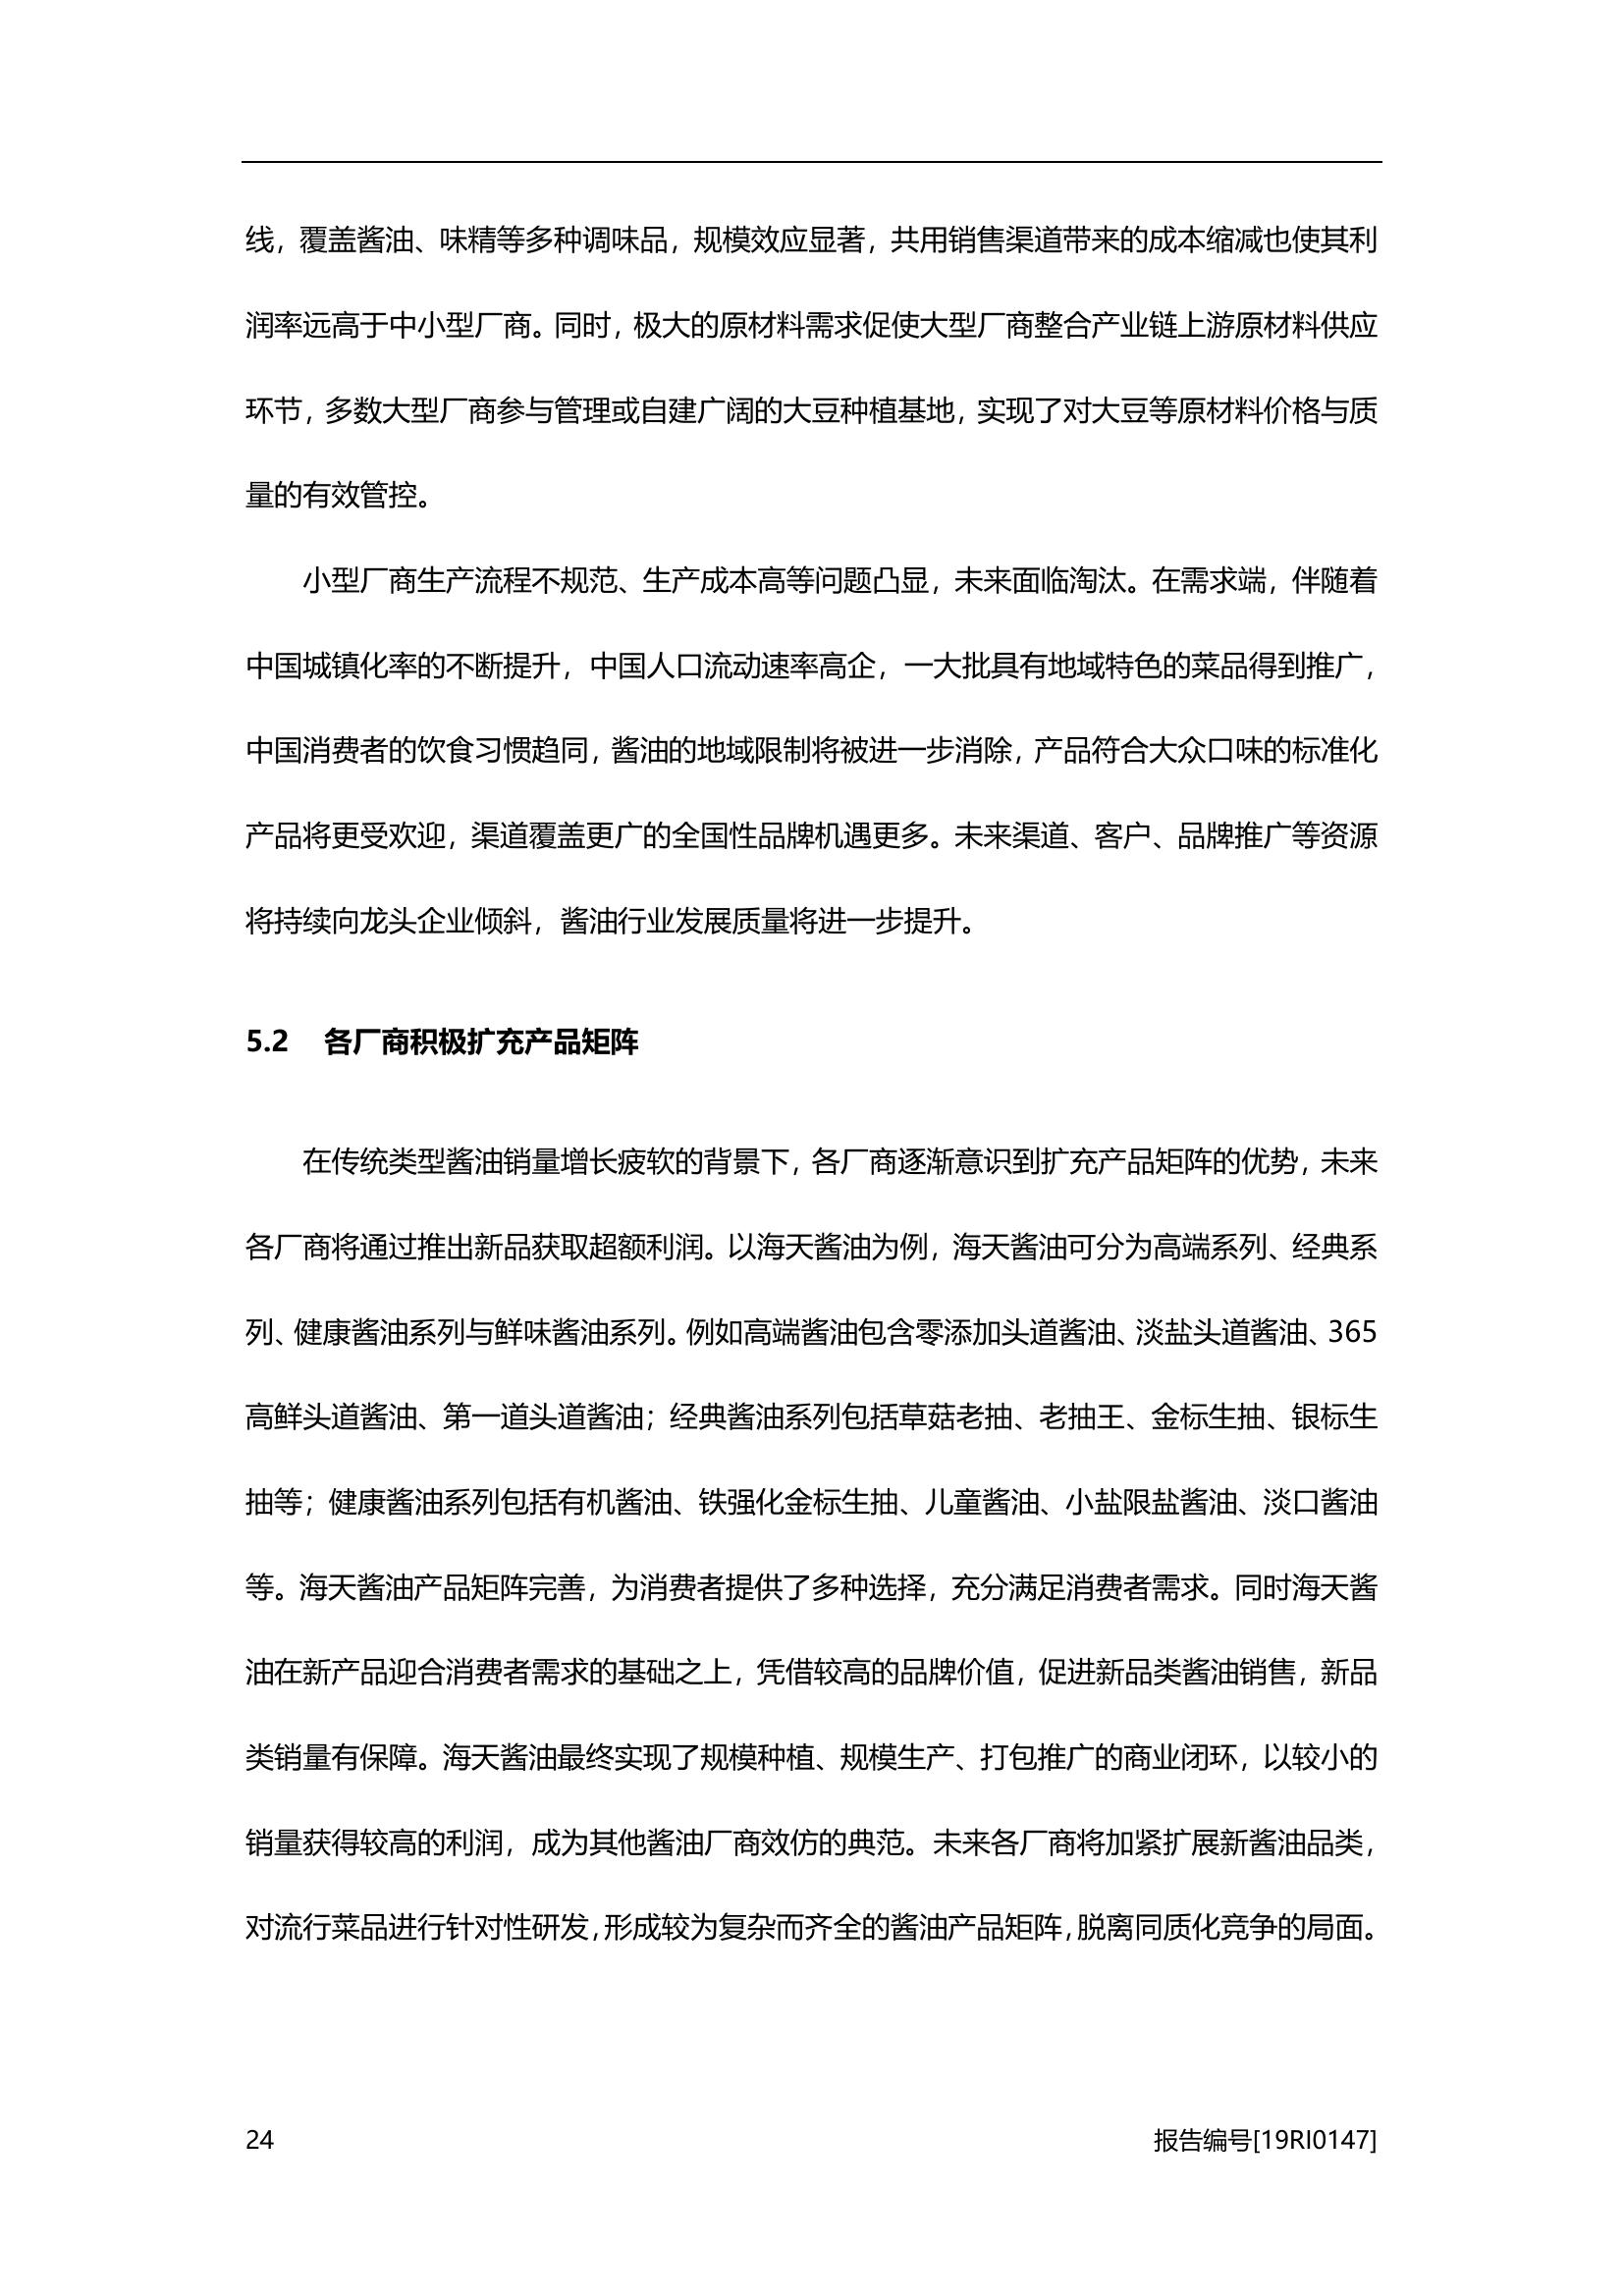 线，覆盖酱油、味精等多种调味品，规模效应显著，共用销售渠道带来的成本缩减也使其利
润率远高于中小型厂商。同时，极大的原材料需求促使大型厂商整合产业链上游原材料供应
环节，多数大型厂商参与管理或自建广阔的大豆种植基地，实现了对大豆等原材料价格与质
量的有效管控。
小型厂商生产流程不规范、生产成本高等问题凸显，未来面临淘汰。在需求端，伴随着
中国城镇化率的不断提升，中国人口流动速率高企，一大批具有地域特色的菜品得到推广，
中国消费者的饮食习惯趋同，酱油的地域限制将被进一步消除，产品符合大众口味的标准化
产品将更受欢迎，渠道覆盖更广的全国性品牌机遇更多。未来渠道、客户、品牌推广等资源
将持续向龙头企业倾斜，酱油行业发展质量将进一步提升。
5.2 各厂商积极扩充产品矩阵
在传统类型酱油销量增长疲软的背景下，各厂商逐渐意识到扩充产品矩阵的优势，未来
各厂商将通过推出新品获取超额利润。以海天酱油为例，海天酱油可分为高端系列、经典系
列、健康酱油系列与鲜味酱油系列。例如高端酱油包含零添加头道酱油、淡盐头道酱油、365
高鲜头道酱油、第一道头道酱油；经典酱油系列包括草菇老抽、老抽王、金标生抽、银标生
抽等；健康酱油系列包括有机酱油、铁强化金标生抽、儿童酱油、小盐限盐酱油、淡口酱油
等。海天酱油产品矩阵完善，为消费者提供了多种选择，充分满足消费者需求。同时海天酱
油在新产品迎合消费者需求的基础之上，凭借较高的品牌价值，促进新品类酱油销售，新品
类销量有保障。海天酱油最终实现了规模种植、规模生产、打包推广的商业闭环，以较小的
销量获得较高的利润，成为其他酱油厂商效仿的典范。未来各厂商将加紧扩展新酱油品类，
对流行菜品进行针对性研发，形成较为复杂而齐全的酱油产品矩阵，脱离同质化竞争的局面。
24 报告编号[19RI0147]